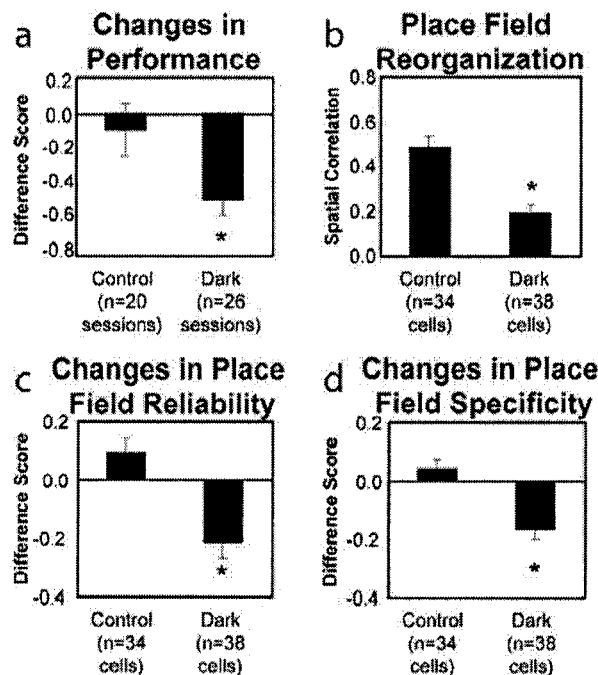 a
Changes in
Performance
Difference Score
0.2
0.0
-0.2
-0.4
-0.6
-0.8
*
Control
(n=20
sessions)
Dark
(n=26
sessions)
b
Place Field
Reorganization
Spatial Correlation
0.8
0.6
0.4
0.2
0.0
*
Control
(n=34
cells)
Dark
(n=38
cells)
c
Changes in Place
Field Reliability
Difference Score
0.2
0.0
-0.2
-0.4
*
Control
(n=34
cells)
Dark
(n=38
cells)
d
Changes in Place
Field Specificity
Difference Score
0.2
0.0
-0.2
-0.4
*
Control
(n=34
cells)
Dark
(n=38
cells)